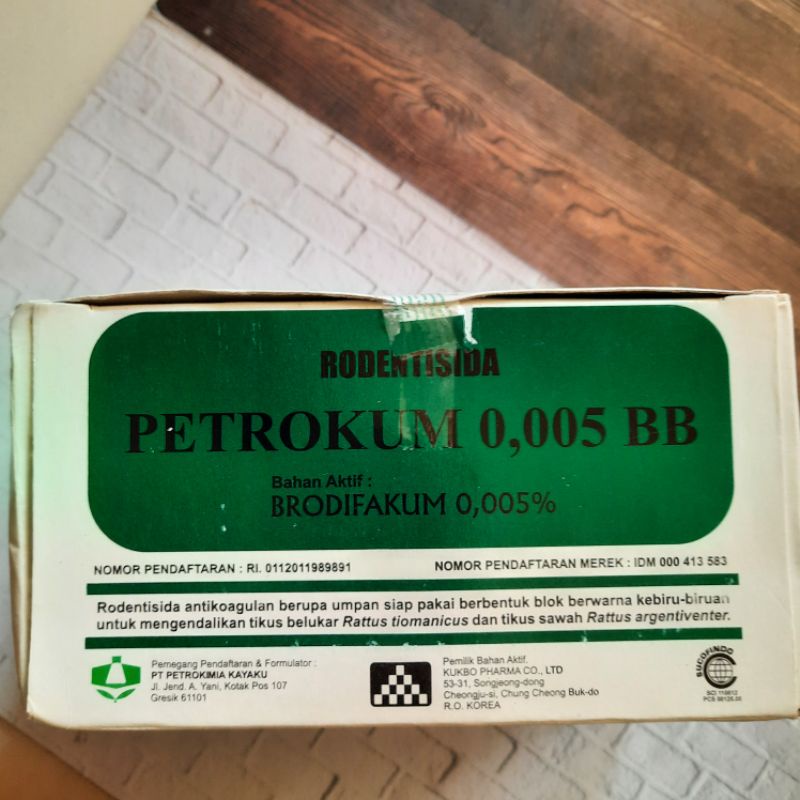 RODENTISIDA
PETROKUM 0,005 BB
Bahan Aktif :
BRODIFAKUM 0,005%
NOMOR PENDAFTARAN : RI. 0112011989891
NOMOR PENDAFTARAN MEREK : IDM 000 413 583
Rodentisida antikoagulan berupa umpan siap pakai berbentuk blok berwarna kebiru-biruan
untuk mengendalikan tikus belukar Rattus tiomanicus dan tikus sawah Rattus argentiventer.
Pemegang Pendaftaran & Formulator :
PT PETROKIMIA KAYAKU
Jl. Jend. A. Yani, Kotak Pos 107
Gresik 61101
Pemilik Bahan Aktif.
KUKBO PHARMA CO., LTD
53-31, Songjeong-dong
Cheongju-si, Chung Cheong Buk-do
R.O. KOREA
SUCOFINDO